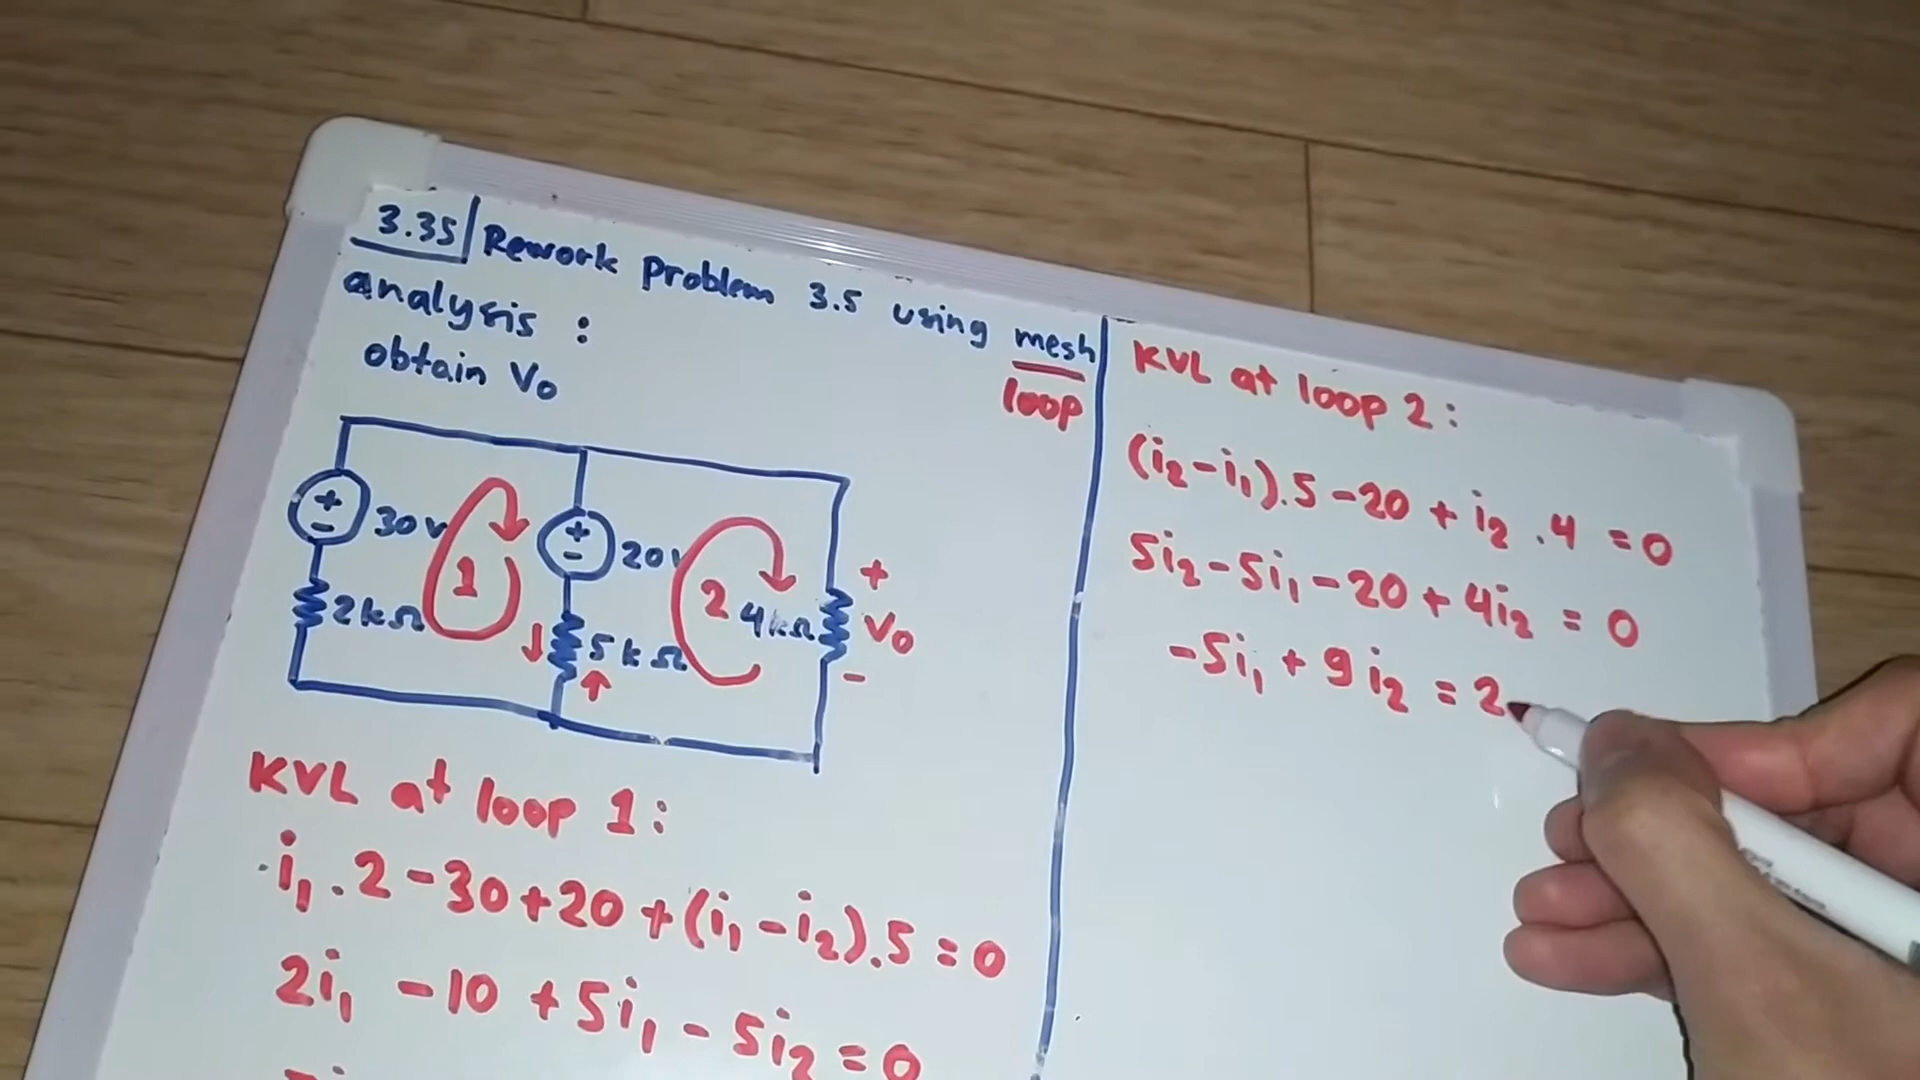 3.35 Rework Problem 3.5 using mesh
analysis :
loop
obtain Vo
+
-
30v
2kΩ
1
+
-
20v
5kΩ
2
4kΩ
+
Vo
-
KVL at loop 1:
i₁ . 2 - 30 + 20 + (i₁ - i₂) . 5 = 0
2i₁ - 10 + 5i₁ - 5i₂ = 0
KVL at loop 2:
(i₂ - i₁) . 5 - 20 + i₂ . 4 = 0
5i₂ - 5i₁ - 20 + 4i₂ = 0
-5i₁ + 9i₂ = 2